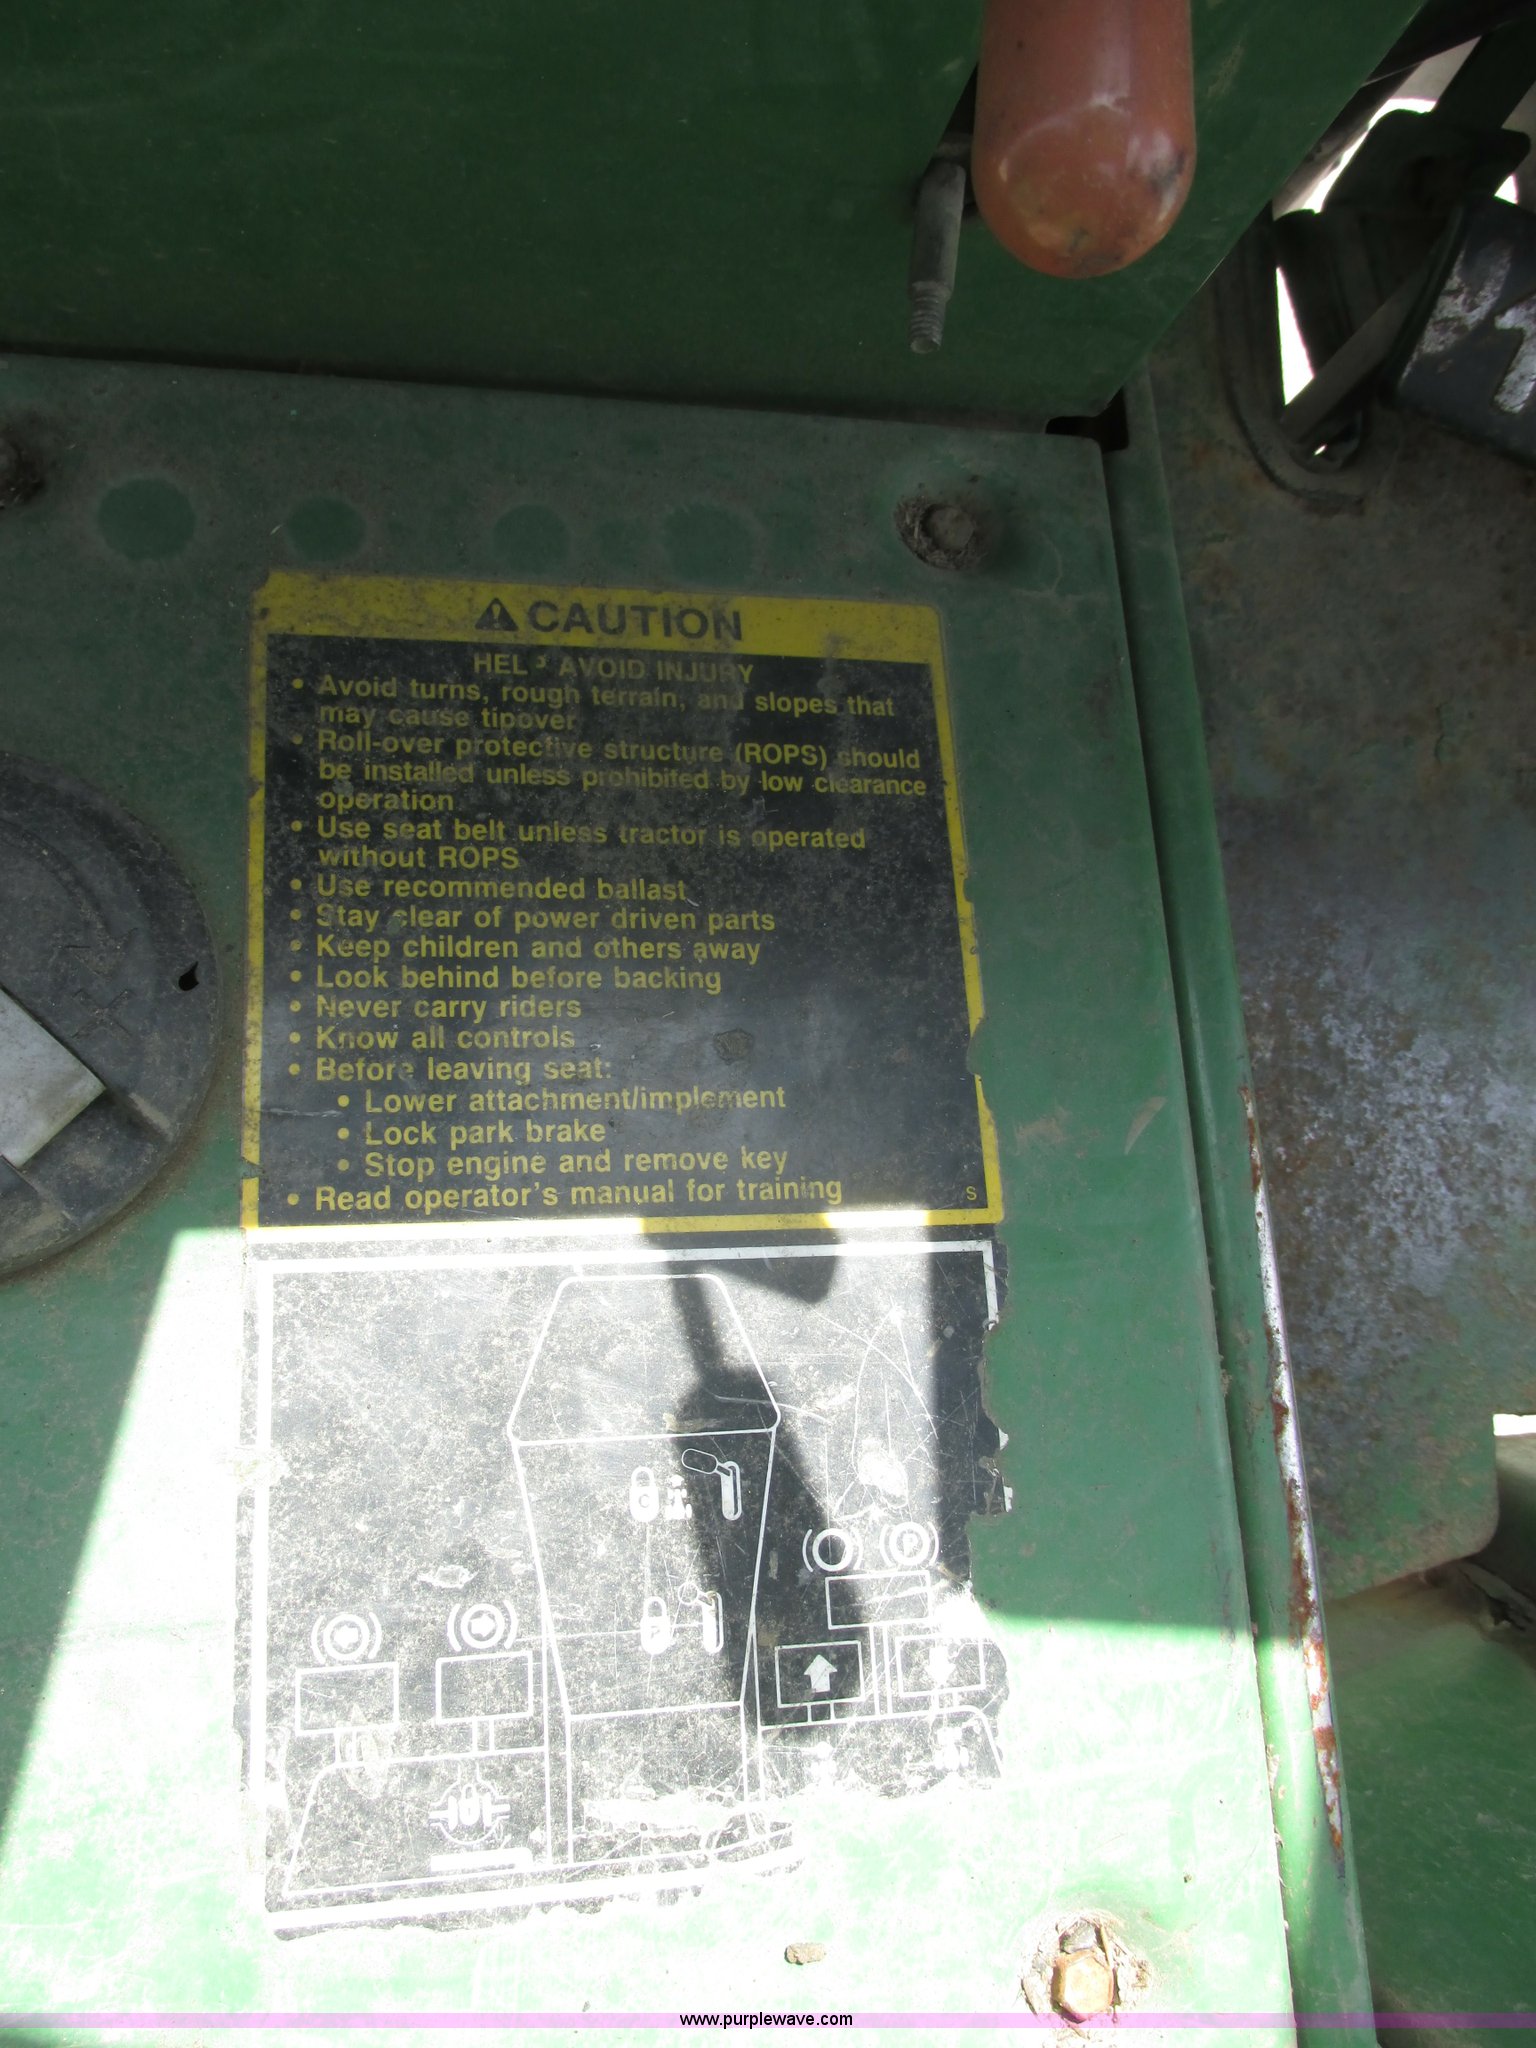 CAUTION
HELP AVOID INJURY
• Avoid turns, rough terrain, and slopes that
may cause tipover
• Roll-over protective structure (ROPS) should
be installed unless prohibited by low clearance
operation
• Use seat belt unless tractor is operated
without ROPS
• Use recommended ballast
• Stay clear of power driven parts
• Keep children and others away
• Look behind before backing
• Never carry riders
• Know all controls
• Before leaving seat:
• Lower attachment/implement
• Lock park brake
• Stop engine and remove key
• Read operator's manual for training
S
C
P
www.purplewave.com